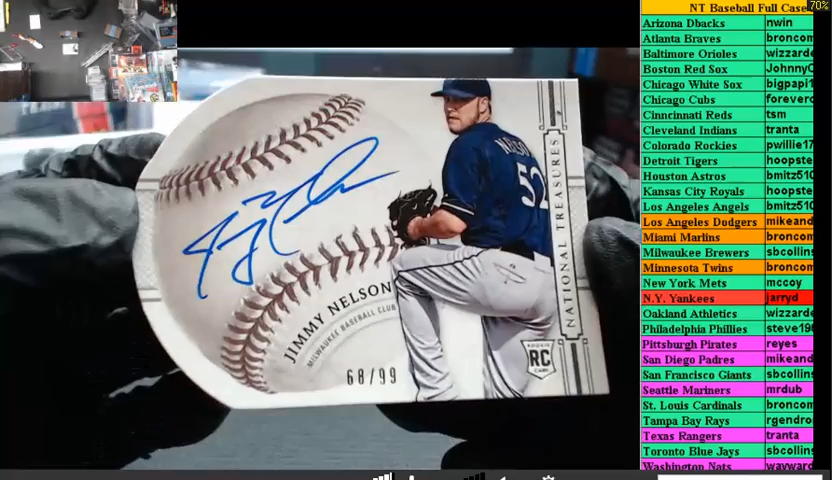 70%
NT Baseball Full Case
Arizona Dbacks nwin
Atlanta Braves broncom
Baltimore Orioles wizzarde
Boston Red Sox JohnnyC
Chicago White Sox bigpapi1
Chicago Cubs foreverc
Cinncinnati Reds tsm
Cleveland Indians tranta
Colorado Rockies pwillie17
Detroit Tigers hoopste
Houston Astros bmitz510
Kansas City Royals hoopste
Los Angeles Angels bmitz510
Los Angeles Dodgers mikeand
Miami Marlins broncom
Milwaukee Brewers sbcollins
Minnesota Twins broncom
New York Mets mccoy
N.Y. Yankees jarryd
Oakland Athletics wizzarde
Philadelphia Phillies steve190
Pittsburgh Pirates reyes
San Diego Padres mikeand
San Francisco Giants sbcollins
Seattle Mariners mrdub
St. Louis Cardinals broncom
Tampa Bay Rays rgendro
Texas Rangers tranta
Toronto Blue Jays sbcollins
Washington Nats wayward
NELSON
52
NATIONAL TREASURES
JIMMY NELSON
MILWAUKEE BASEBALL CLUB
68/99
ROOKIE
RC
CARD